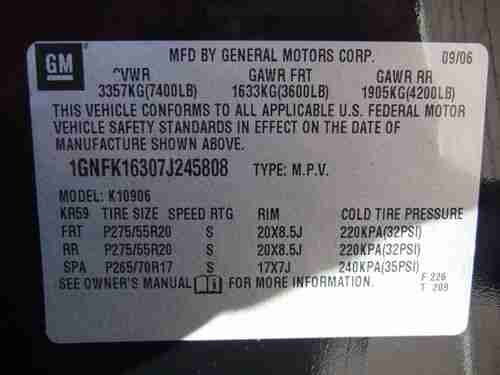 GM
MFD BY GENERAL MOTORS CORP. 09/06
GVWR GAWR FRT GAWR RR
3357KG(7400LB) 1633KG(3600LB) 1905KG(4200LB)
THIS VEHICLE CONFORMS TO ALL APPLICABLE U.S. FEDERAL MOTOR
VEHICLE SAFETY STANDARDS IN EFFECT ON THE DATE OF
MANUFACTURE SHOWN ABOVE.
1GNFK16307J245808 TYPE: M.P.V.
MODEL: K10906
KR59 TIRE SIZE SPEED RTG RIM COLD TIRE PRESSURE
FRT P275/55R20 S 20X8.5J 220KPA(32PSI)
RR P275/55R20 S 20X8.5J 220KPA(32PSI)
SPA P265/70R17 S 17X7J 240KPA(35PSI)
SEE OWNER'S MANUAL FOR MORE INFORMATION.
F 226
T 209